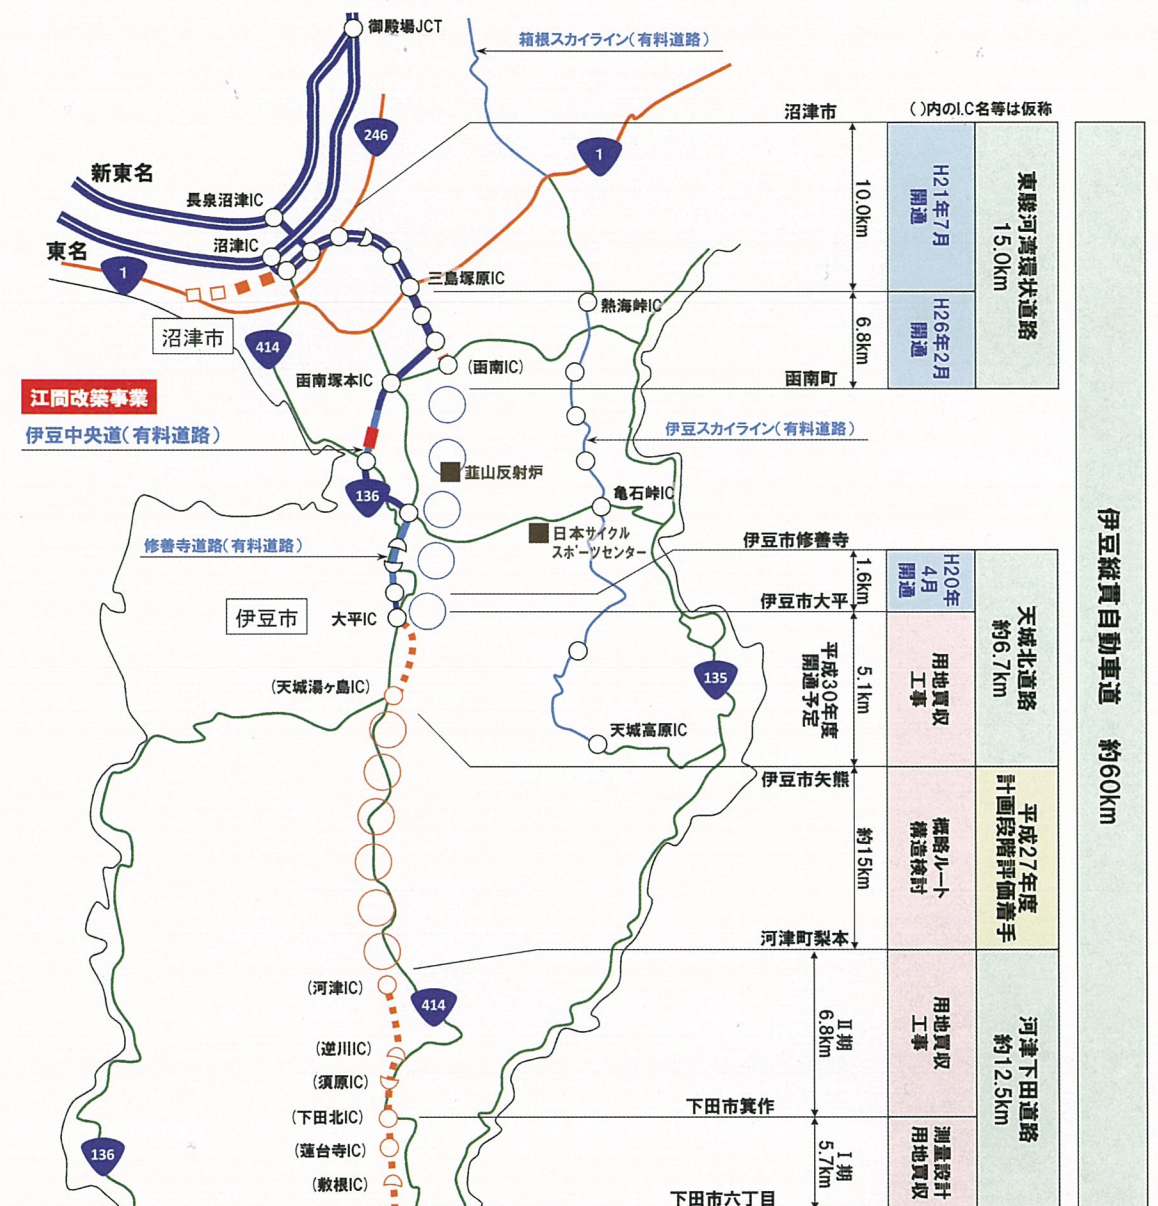 御殿場JCT
箱根スカイライン(有料道路)
沼津市
( )内のI.C名等は仮称
246
1
新東名
長泉沼津IC
沼津IC
東名
1
三島塚原IC
熱海峠IC
沼津市
414
函南塚本IC
(函南IC)
函南町
江間改築事業
伊豆中央道(有料道路)
伊豆スカイライン(有料道路)
韮山反射炉
136
亀石峠IC
日本サイクル
スポーツセンター
修善寺道路(有料道路)
伊豆市修善寺
伊豆市
大平IC
伊豆市大平
(天城湯ヶ島IC)
135
天城高原IC
伊豆市矢熊
河津町梨本
(河津IC)
414
(逆川IC)
(須原IC)
(下田北IC)
下田市箕作
(蓮台寺IC)
136
(敷根IC)
下田市六丁目
10.0km
6.8km
1.6km
5.1km
平成30年度
開通予定
約15km
Ⅱ期
6.8km
Ⅰ期
5.7km
H21年7月
開通
H26年2月
開通
H20年
4月
開通
用地買収
工事
概略ルート
構造検討
用地買収
工事
測量設計
用地買収
東駿河湾環状道路
15.0km
天城北道路
約6.7km
平成27年度
計画段階評価着手
河津下田道路
約12.5km
伊豆縦貫自動車道 約60km